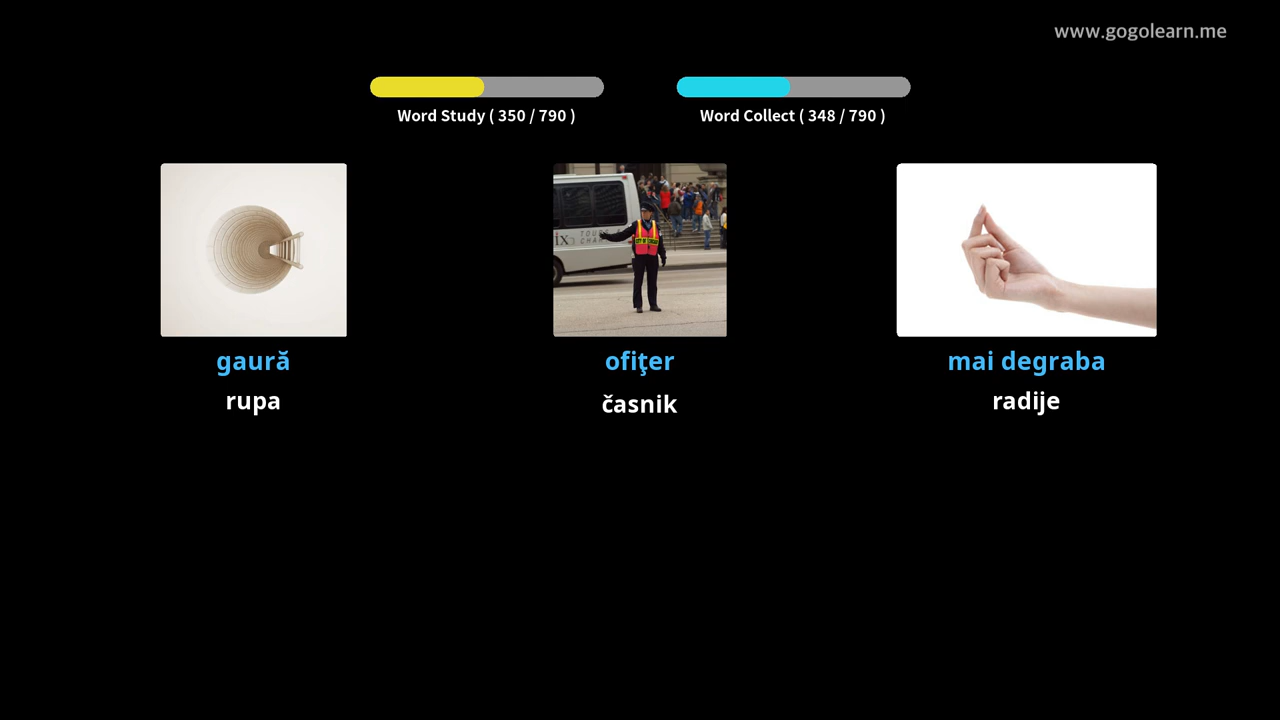 www.gogolearn.me
Word Study ( 350 / 790 )
Word Collect ( 348 / 790 )
gaură
ofiţer
mai degraba
rupa
časnik
radije